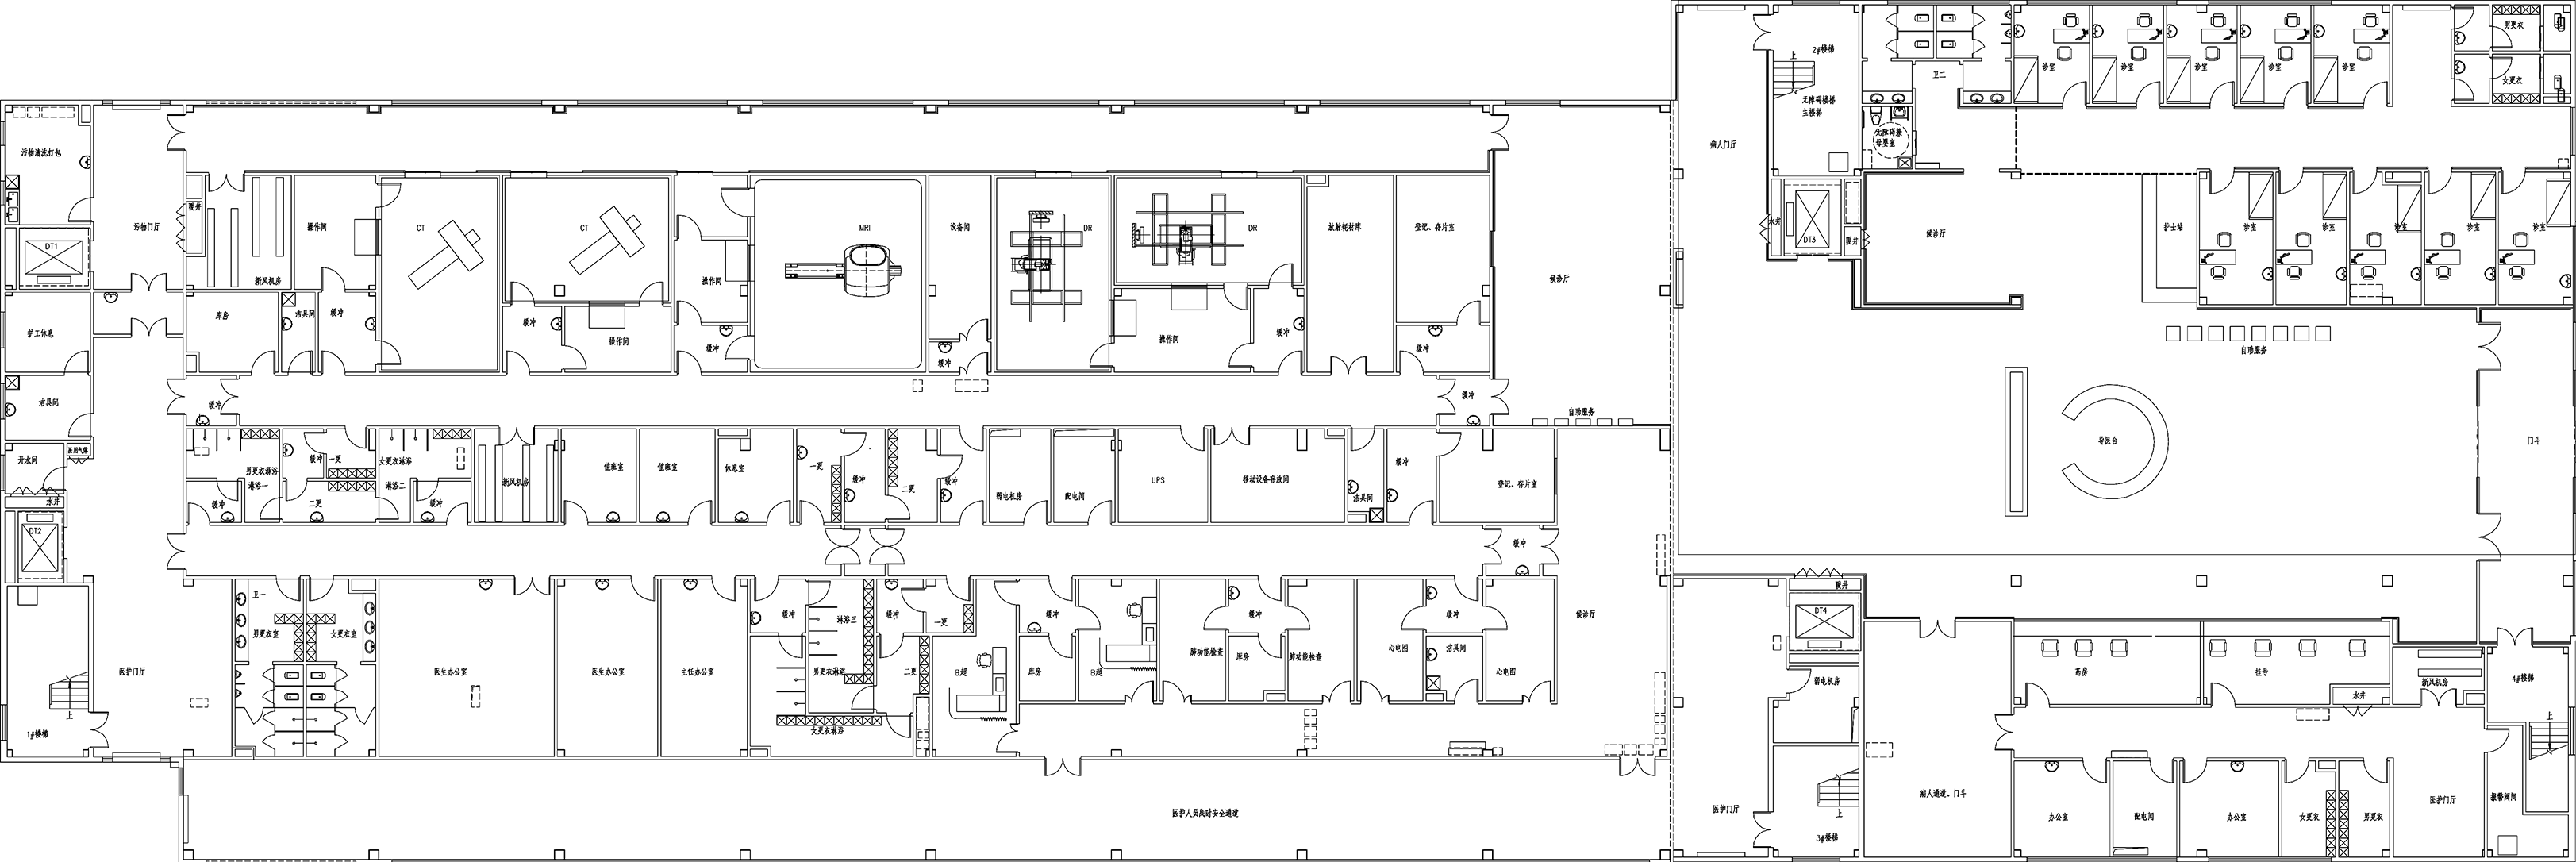 2#楼梯
上
无障碍楼梯
主楼梯
病人门厅
卫二
无障碍兼
母婴室
诊室
诊室
诊室
诊室
诊室
男更衣
女更衣
污物清洗打包
污物门厅
暖井
DT1
新风机房
操作间
CT
CT
操作间
MRI
设备间
DR
DR
放射耗材库
登记、存片室
候诊厅
水井
DT3
暖井
候诊厅
护士站
诊室
诊室
诊室
诊室
诊室
护工休息
库房
洁具间
缓冲
缓冲
操作间
缓冲
缓冲
操作间
缓冲
缓冲
自助服务
洁具间
缓冲
缓冲
自助服务
导医台
门斗
开水间
医用气体
水井
DT2
男更衣淋浴
淋浴一
缓冲
缓冲
一更
二更
女更衣淋浴
淋浴二
缓冲
新风机房
值班室
值班室
休息室
一更
缓冲
二更
缓冲
弱电机房
配电间
UPS
移动设备存放间
洁具间
缓冲
登记、存片室
缓冲
卫一
男更衣室
女更衣室
医护门厅
医生办公室
医生办公室
主任办公室
缓冲
淋浴三
男更衣淋浴
女更衣淋浴
缓冲
一更
二更
B超
缓冲
库房
B超
肺功能检查
缓冲
库房
肺功能检查
心电图
缓冲
洁具间
心电图
候诊厅
上
1#楼梯
暖井
DT4
弱电机房
药房
挂号
水井
新风机房
4#楼梯
上
医护人员战时安全通道
医护门厅
上
3#楼梯
病人通道、门斗
办公室
配电间
办公室
女更衣
男更衣
医护门厅
报警阀间